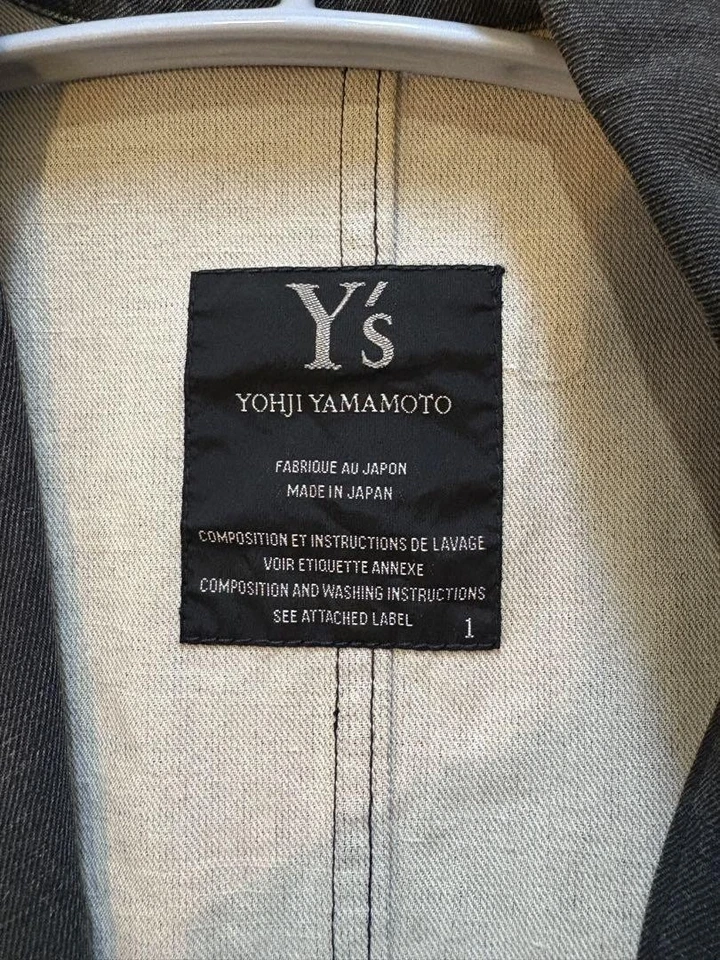 Y's
YOHJI YAMAMOTO
FABRIQUE AU JAPON
MADE IN JAPAN
COMPOSITION ET INSTRUCTIONS DE LAVAGE
VOIR ETIQUETTE ANNEXE
COMPOSITION AND WASHING INSTRUCTIONS
SEE ATTACHED LABEL
1